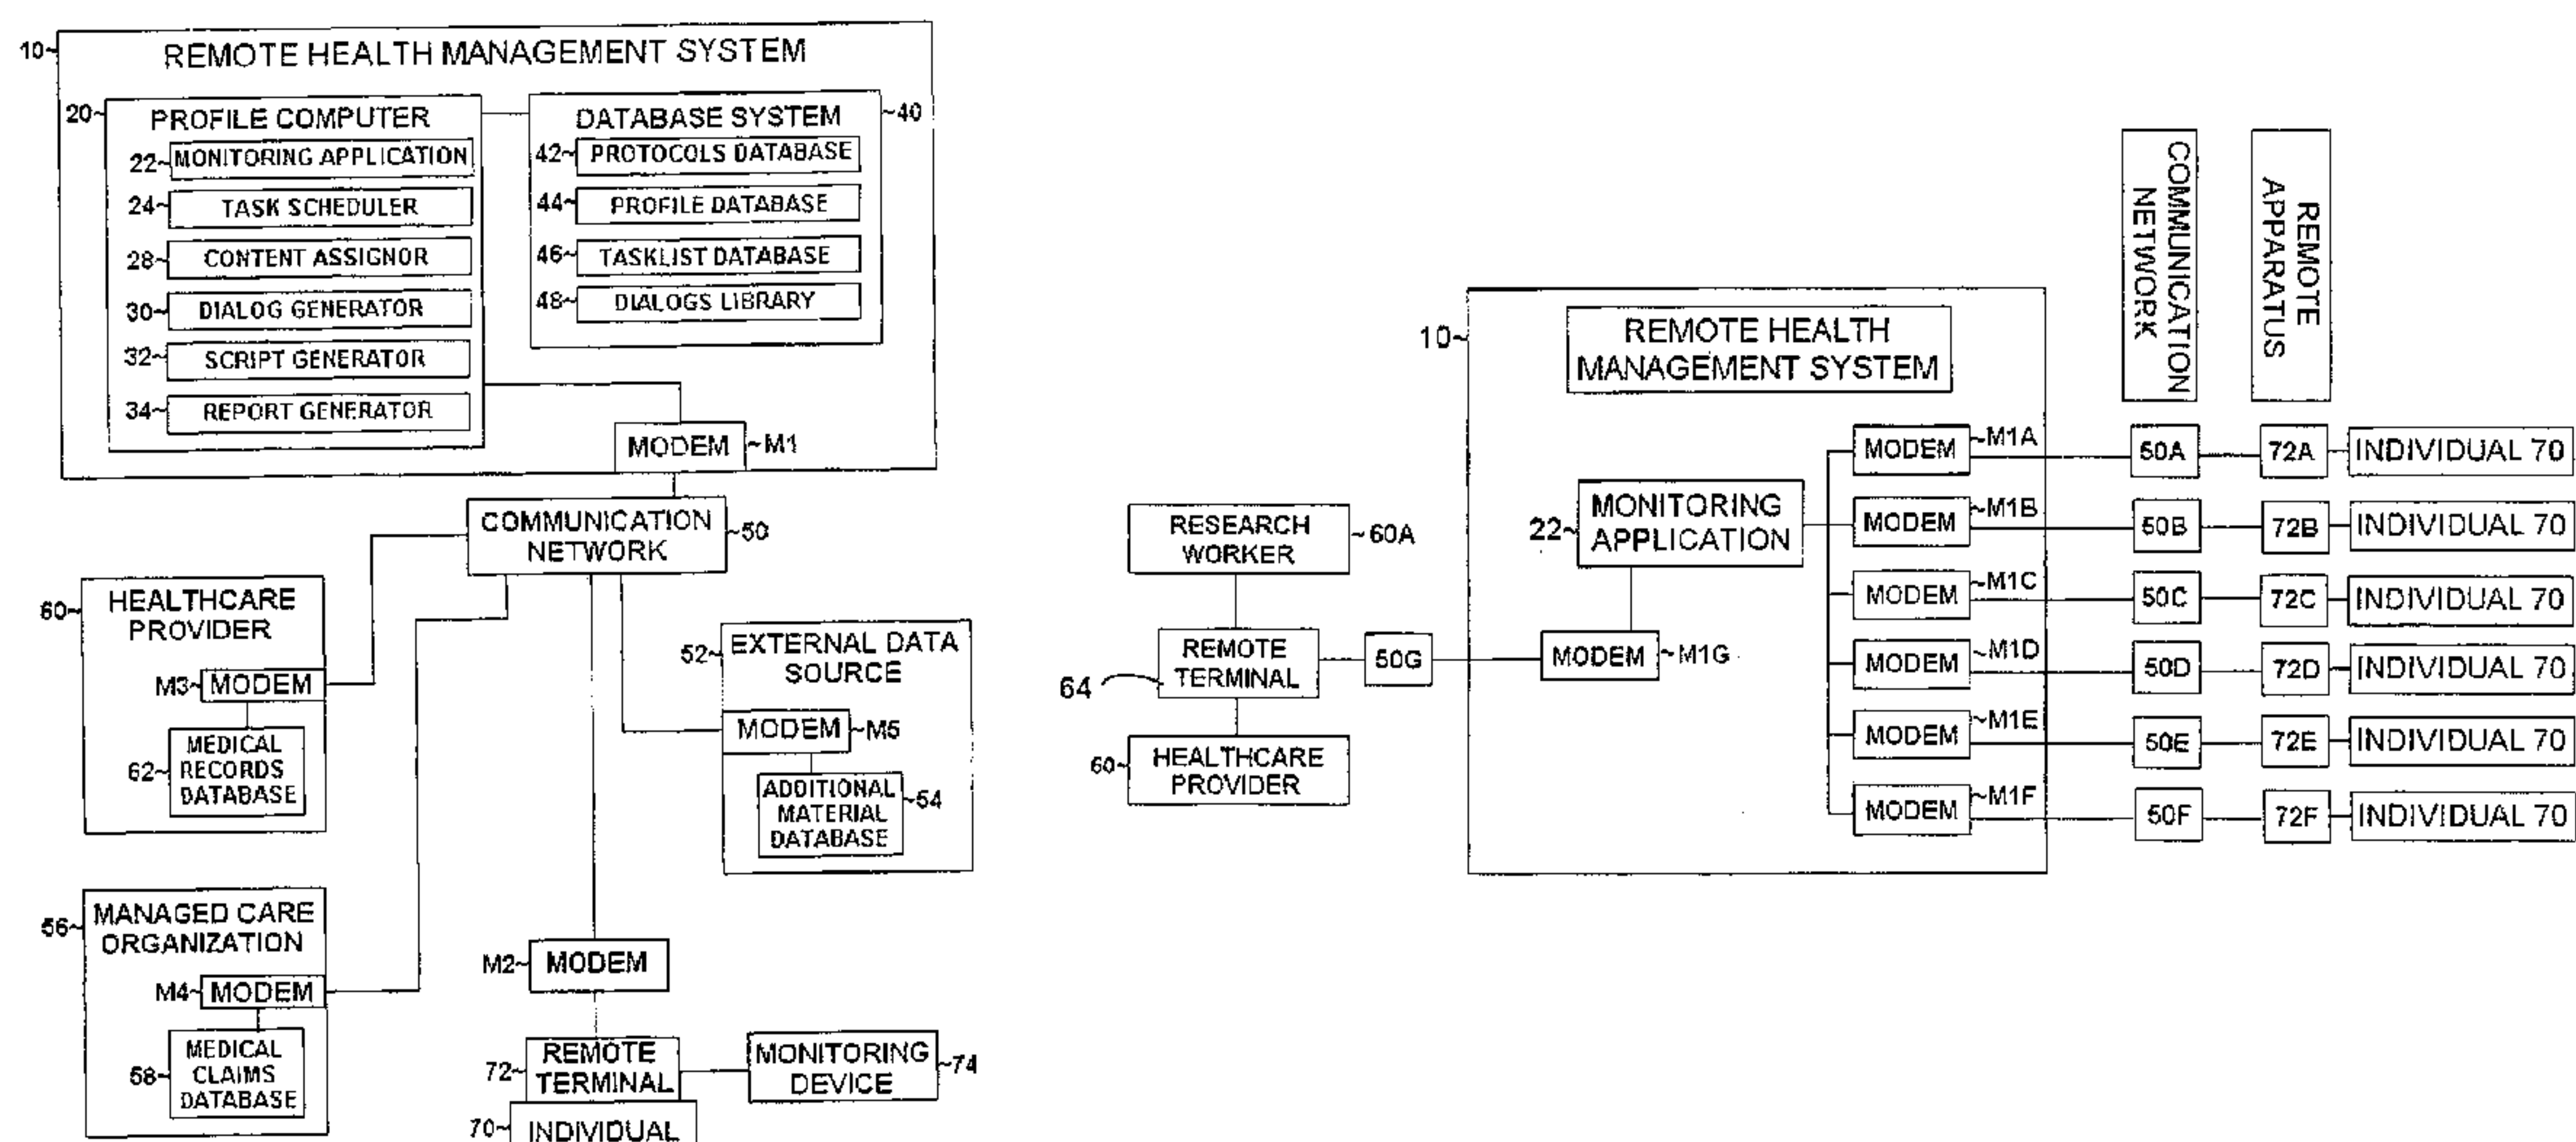 10
REMOTE HEALTH MANAGEMENT SYSTEM
20
PROFILE COMPUTER
22
MONITORING APPLICATION
24
TASK SCHEDULER
28
CONTENT ASSIGNOR
30
DIALOG GENERATOR
32
SCRIPT GENERATOR
34
REPORT GENERATOR
DATABASE SYSTEM
40
42
PROTOCOLS DATABASE
44
PROFILE DATABASE
46
TASKLIST DATABASE
48
DIALOGS LIBRARY
MODEM
M1
COMMUNICATION
NETWORK
50
60
HEALTHCARE
PROVIDER
M3
MODEM
62
MEDICAL
RECORDS
DATABASE
52
EXTERNAL DATA
SOURCE
MODEM
M5
ADDITIONAL
MATERIAL
DATABASE
54
56
MANAGED CARE
ORGANIZATION
M4
MODEM
58
MEDICAL
CLAIMS
DATABASE
M2
MODEM
72
REMOTE
TERMINAL
MONITORING
DEVICE
74
70
INDIVIDUAL
RESEARCH
WORKER
60A
REMOTE
TERMINAL
64
60
HEALTHCARE
PROVIDER
50G
10
REMOTE HEALTH
MANAGEMENT SYSTEM
22
MONITORING
APPLICATION
MODEM
M1G
COMMUNICATION
NETWORK
REMOTE
APPARATUS
MODEM M1A 50A 72A INDIVIDUAL 70
MODEM M1B 50B 72B INDIVIDUAL 70
MODEM M1C 50C 72C INDIVIDUAL 70
MODEM M1D 50D 72D INDIVIDUAL 70
MODEM M1E 50E 72E INDIVIDUAL 70
MODEM M1F 50F 72F INDIVIDUAL 70